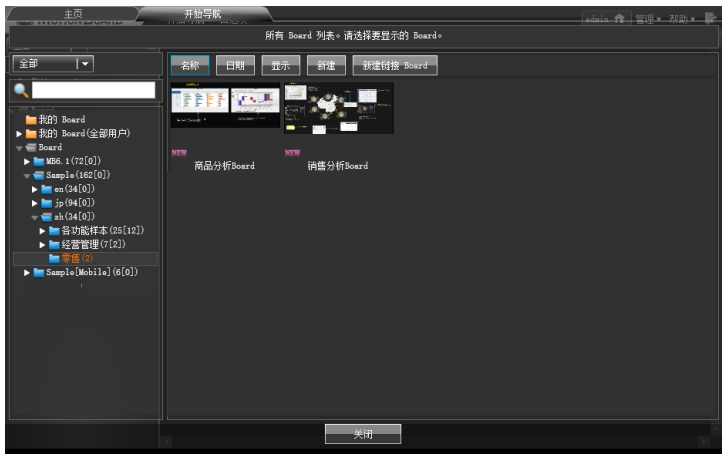 主页 开始导航
admin 管理 帮助
所有 Board 列表。请选择要显示的 Board。
全部
名称 日期 显示 新建 新建链接 Board
我的 Board
我的 Board(全部用户)
Board
MB6.1(72[0])
Sample(162[0])
en(34[0])
jp(94[0])
zh(34[0])
各功能样本(25[12])
经营管理(7[2])
零售(2)
Sample[Mobile](6[0])
NEW
商品分析Board
NEW
销售分析Board
关闭